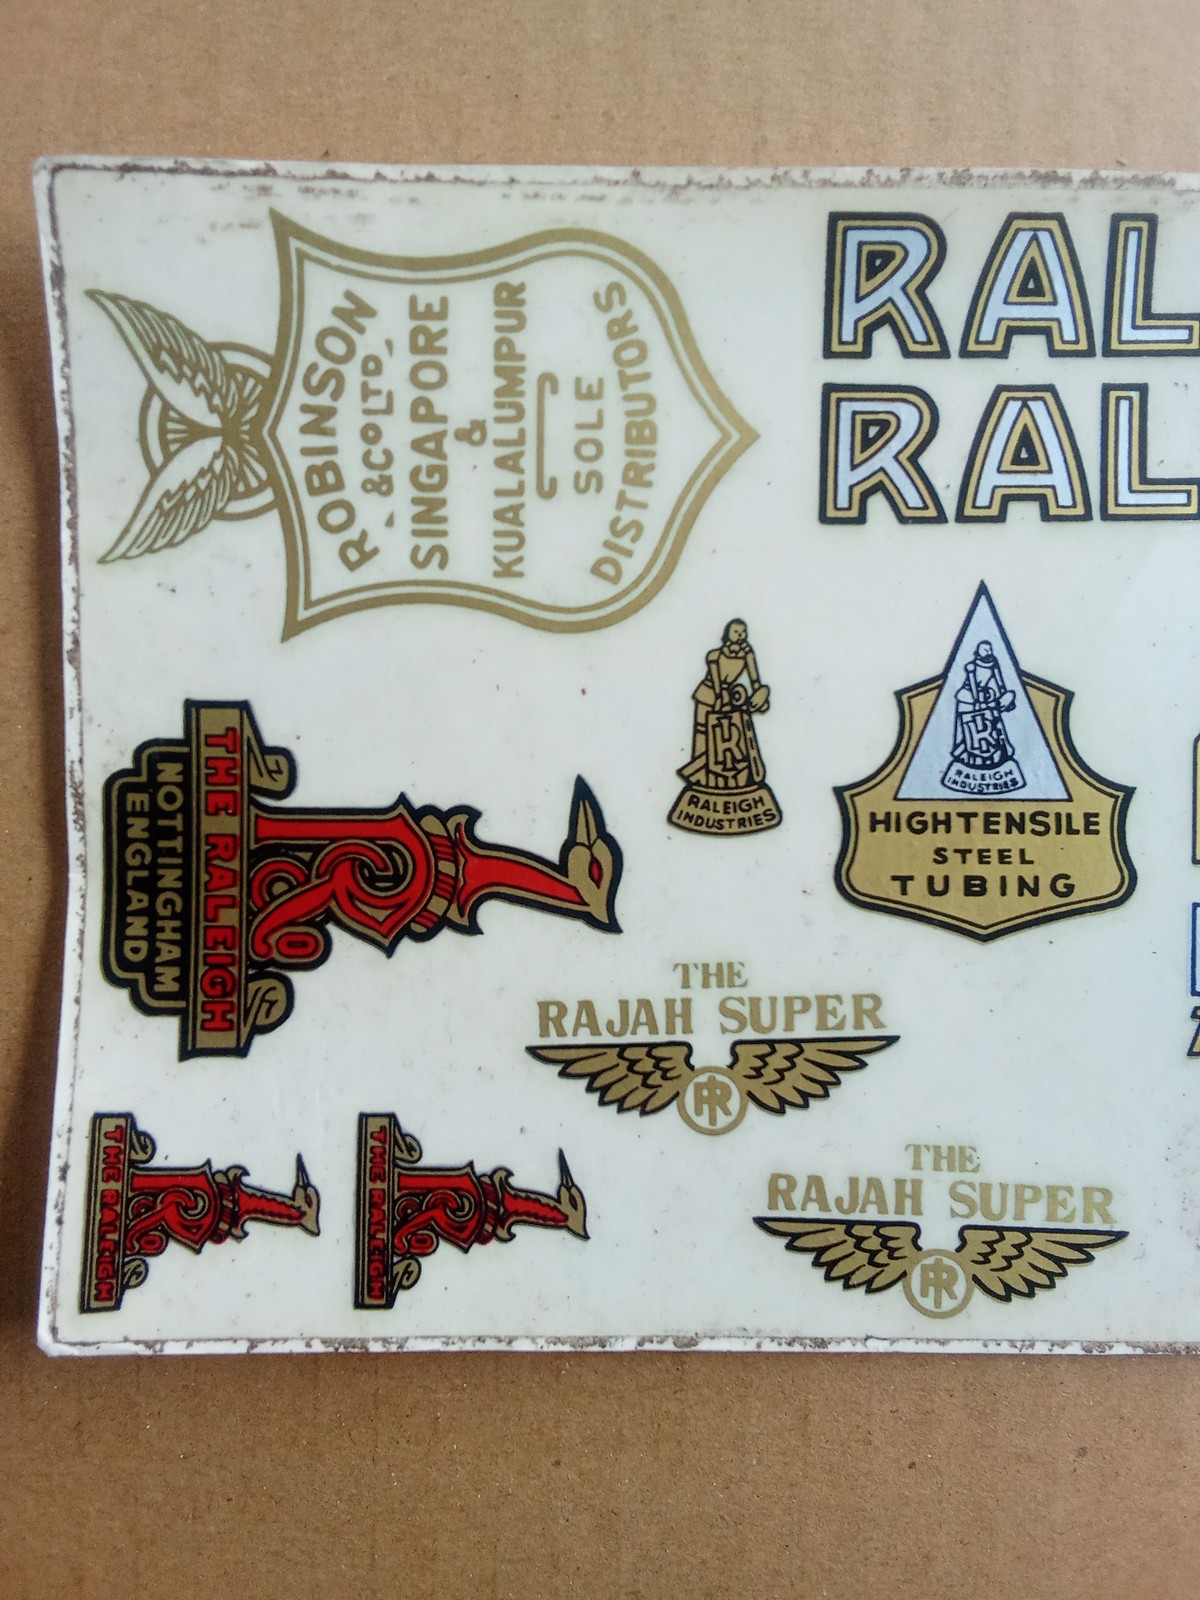 ROBINSON
& CO LTD
SINGAPORE
&
KUALALUMPUR
SOLE
DISTRIBUTORS
RAL
RAL
R
RALEIGH
INDUSTRIES
R
RALEIGH
INDUSTRIES
HIGHTENSILE
STEEL
TUBING
R
THE RALEIGH
NOTTINGHAM
ENGLAND
THE
RAJAH SUPER
R
R
THE RALEIGH
R
THE RALEIGH
THE
RAJAH SUPER
R